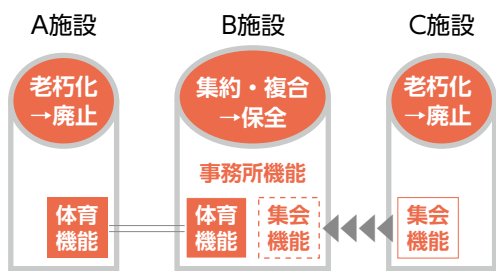 A施設
B施設
C施設
老朽化
→廃止
集約・複合
→保全
老朽化
→廃止
事務所機能
体育
機能
体育
機能
集会
機能
集会
機能